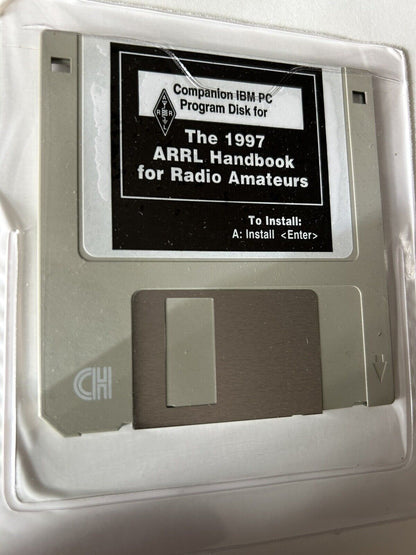 Companion IBM PC
Program Disk for
A
R R
L
The 1997
ARRL Handbook
for Radio Amateurs
To Install:
A: Install <Enter>
CH